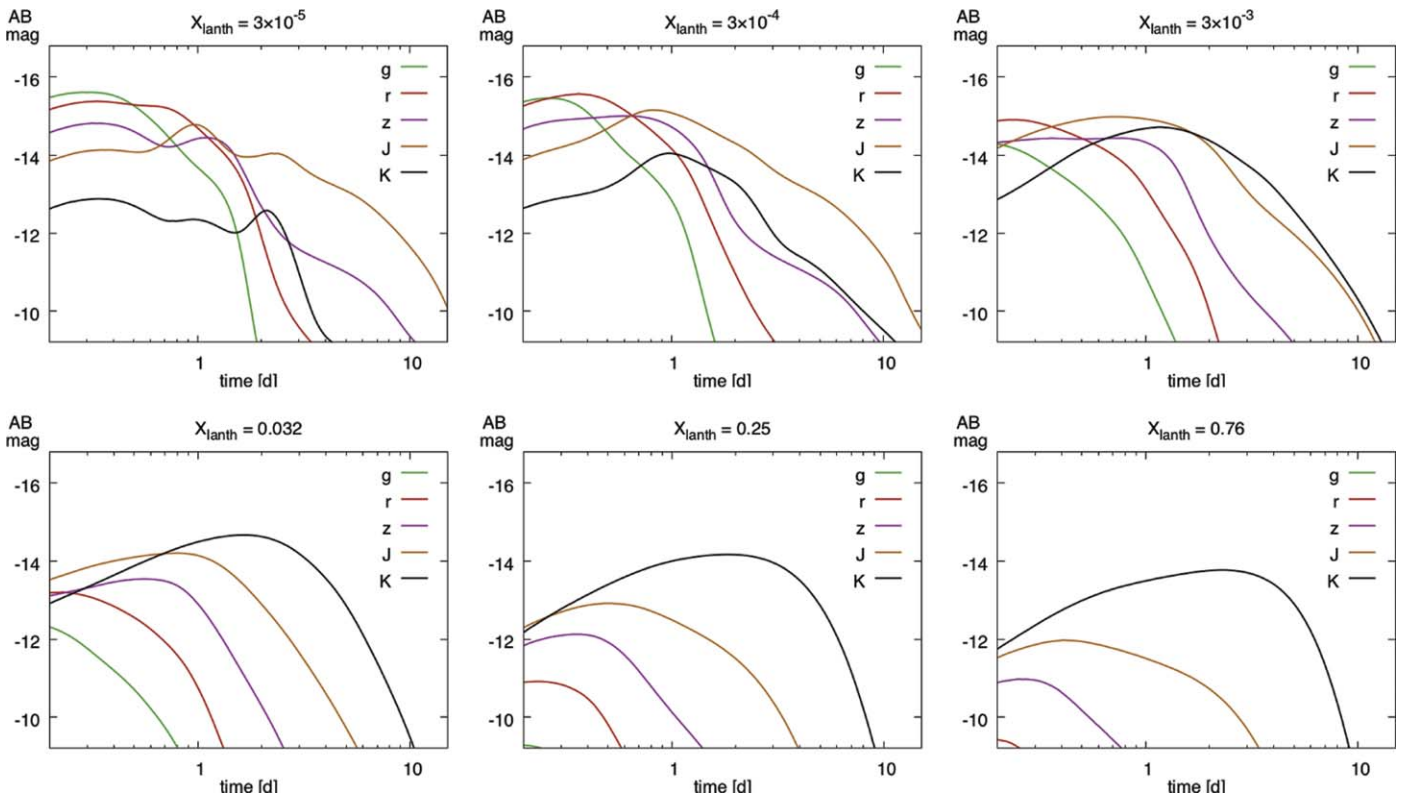 AB
mag
X_lanth = 3×10^-5
g
r
z
J
K
-16
-14
-12
-10
1
10
time [d]
AB
mag
X_lanth = 3×10^-4
g
r
z
J
K
-16
-14
-12
-10
1
10
time [d]
AB
mag
X_lanth = 3×10^-3
g
r
z
J
K
-16
-14
-12
-10
1
10
time [d]
AB
mag
X_lanth = 0.032
g
r
z
J
K
-16
-14
-12
-10
1
10
time [d]
AB
mag
X_lanth = 0.25
g
r
z
J
K
-16
-14
-12
-10
1
10
time [d]
AB
mag
X_lanth = 0.76
g
r
z
J
K
-16
-14
-12
-10
1
10
time [d]